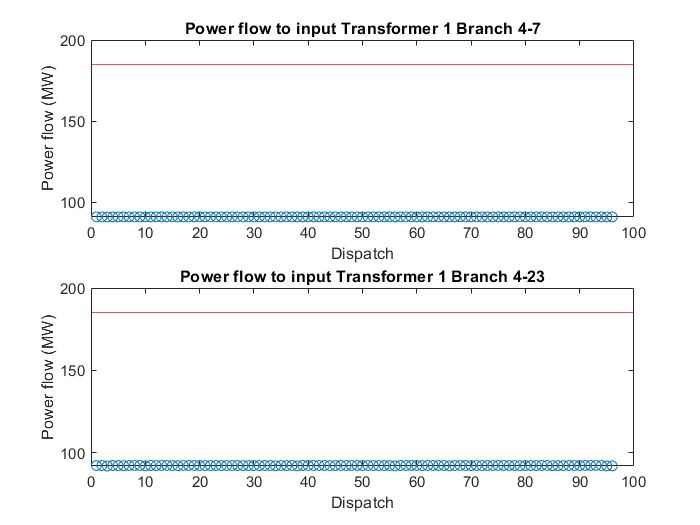 Power flow to input Transformer 1 Branch 4-7
200
150
100
Power flow (MW)
0 10 20 30 40 50 60 70 80 90 100
Dispatch
Power flow to input Transformer 1 Branch 4-23
200
150
100
Power flow (MW)
0 10 20 30 40 50 60 70 80 90 100
Dispatch